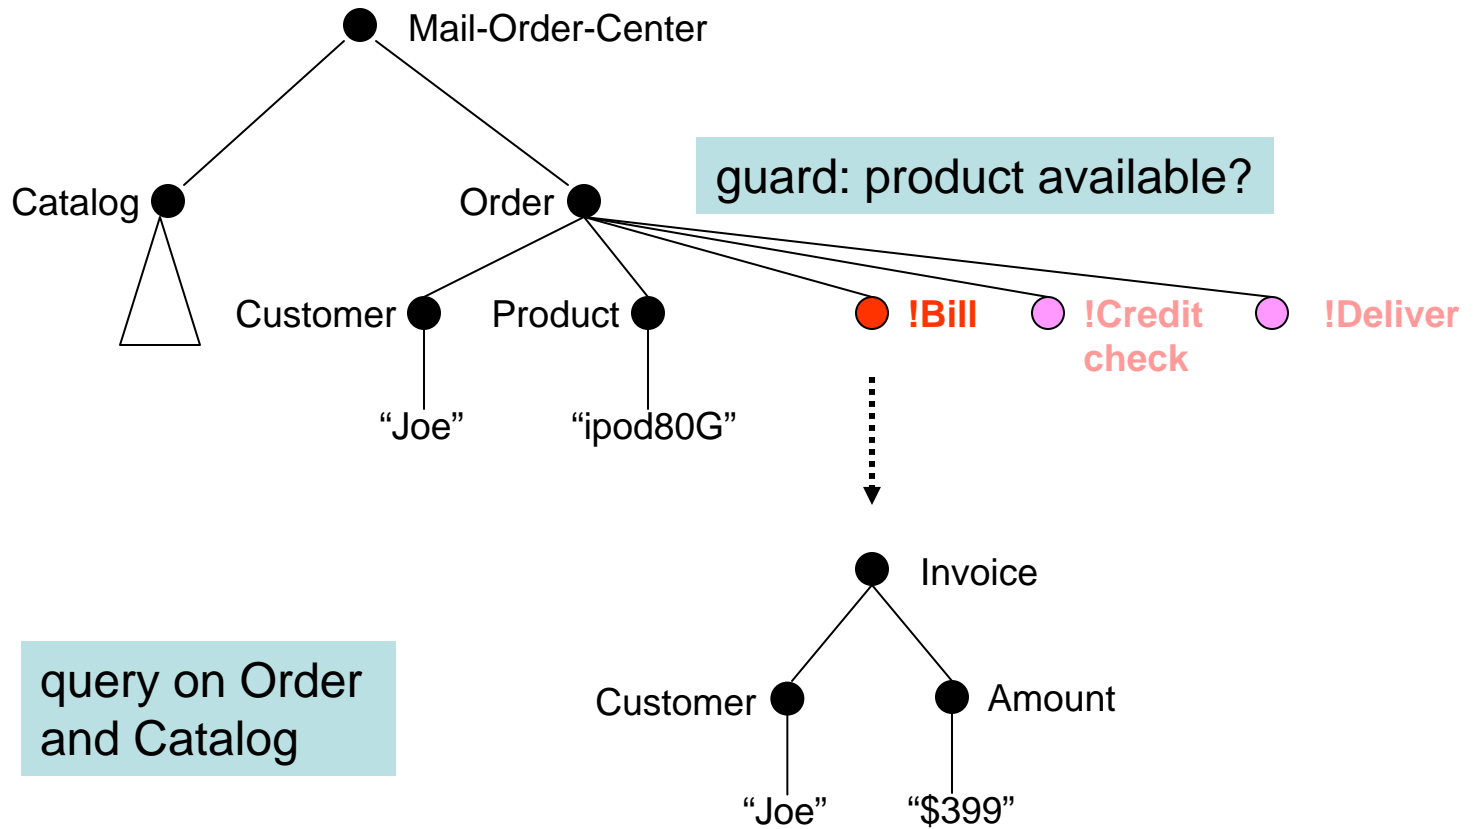 Mail-Order-Center
guard: product available?
Catalog
Order
Customer
Product
!Bill
!Credit
check
!Deliver
“Joe”
“ipod80G”
Invoice
query on Order
and Catalog
Customer
Amount
“Joe”
“$399”